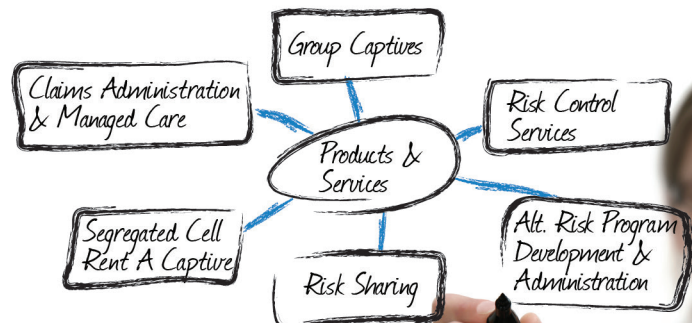 Group Captives
Claims Administration
& Managed Care
Risk Control
Services
Products &
Services
Segregated Cell
Rent A Captive
Risk Sharing
Alt. Risk Program
Development &
Administration